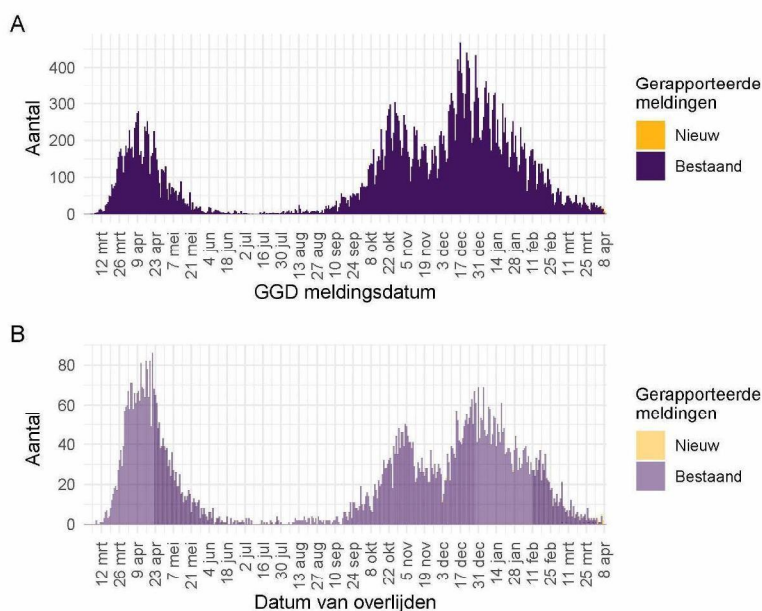 A
Aantal
400
300
200
100
0
12 mrt
26 mrt
9 apr
23 apr
7 mei
21 mei
4 jun
18 jun
2 jul
16 jul
30 jul
13 aug
27 aug
10 sep
24 sep
8 okt
22 okt
5 nov
19 nov
3 dec
17 dec
31 dec
14 jan
28 jan
11 feb
25 feb
11 mrt
25 mrt
8 apr
GGD meldingsdatum
Gerapporteerde
meldingen
Nieuw
Bestaand
B
Aantal
80
60
40
20
0
12 mrt
26 mrt
9 apr
23 apr
7 mei
21 mei
4 jun
18 jun
2 jul
16 jul
30 jul
13 aug
27 aug
10 sep
24 sep
8 okt
22 okt
5 nov
19 nov
3 dec
17 dec
31 dec
14 jan
28 jan
11 feb
25 feb
11 mrt
25 mrt
8 apr
Datum van overlijden
Gerapporteerde
meldingen
Nieuw
Bestaand